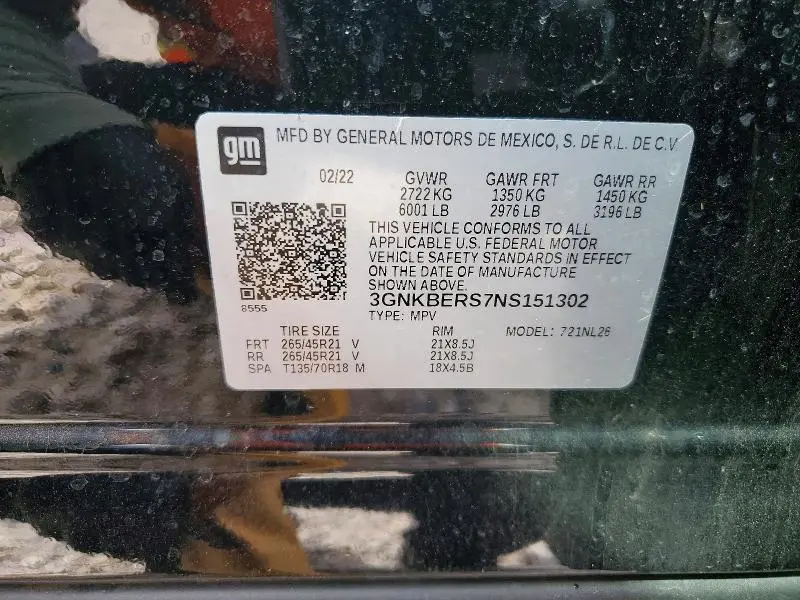 gm MFD BY GENERAL MOTORS DE MEXICO, S. DE R.L. DE C.V
02/22 GVWR GAWR FRT GAWR RR
2722 KG 1350 KG 1450 KG
6001 LB 2976 LB 3196 LB
THIS VEHICLE CONFORMS TO ALL
APPLICABLE U.S. FEDERAL MOTOR
VEHICLE SAFETY STANDARDS IN EFFECT
ON THE DATE OF MANUFACTURE
SHOWN ABOVE.
3GNKBERS7NS151302
8555
TYPE: MPV
TIRE SIZE RIM MODEL: 721NL26
FRT 265/45R21 V 21X8.5J
RR 265/45R21 V 21X8.5J
SPA T135/70R18 M 18X4.5B